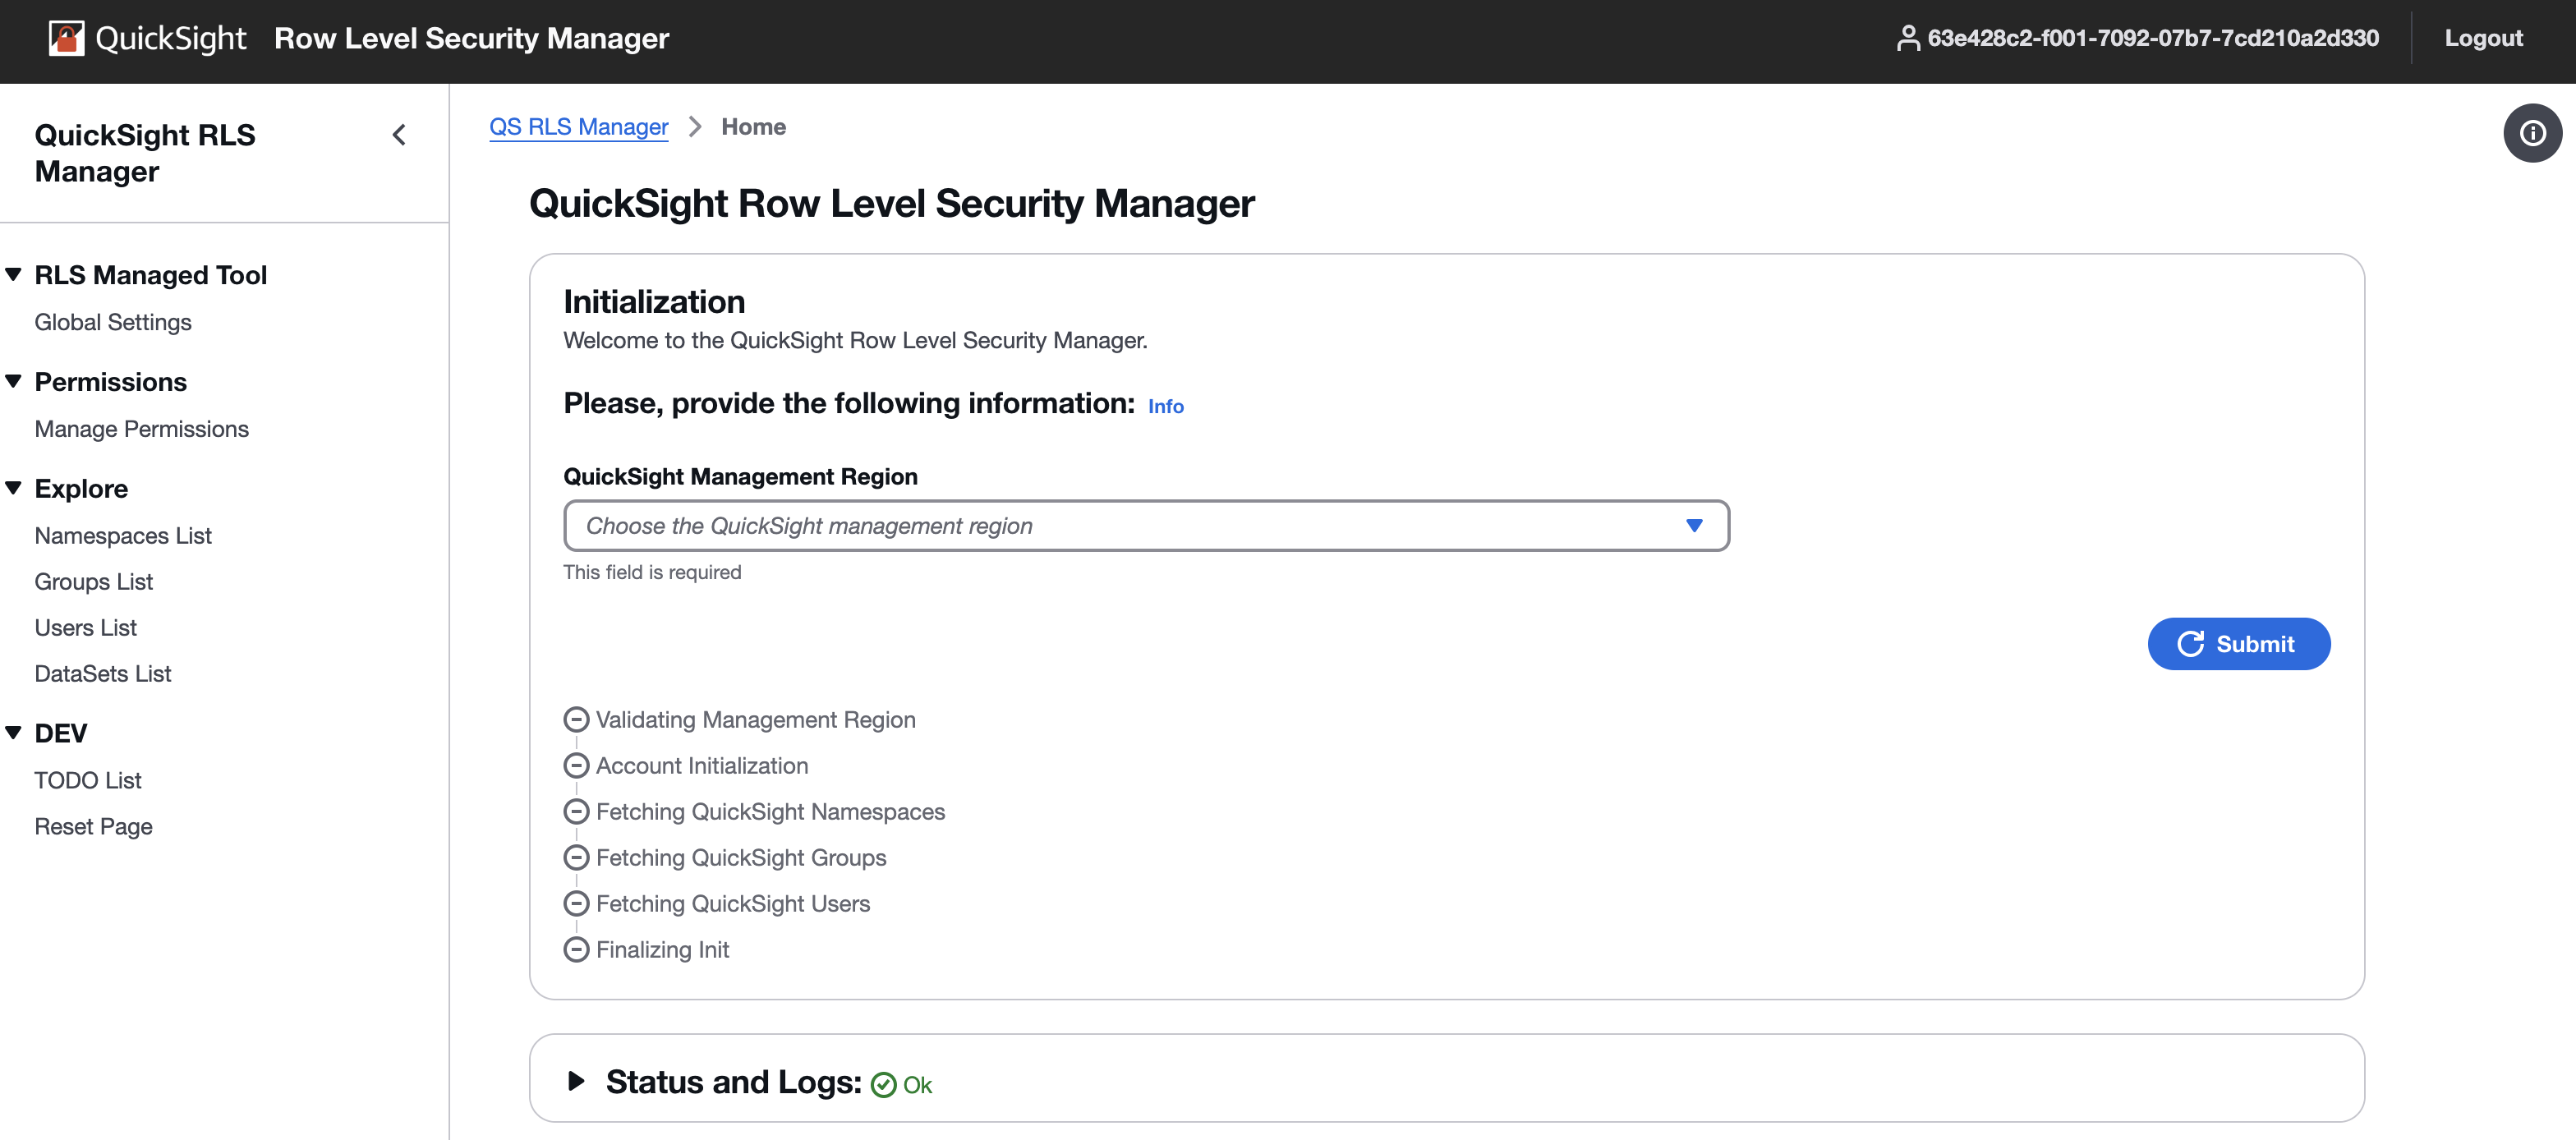 QuickSight Row Level Security Manager
63e428c2-f001-7092-07b7-7cd210a2d330
Logout
QuickSight RLS
Manager
RLS Managed Tool
Global Settings
Permissions
Manage Permissions
Explore
Namespaces List
Groups List
Users List
DataSets List
DEV
TODO List
Reset Page
QS RLS Manager
Home
QuickSight Row Level Security Manager
Initialization
Welcome to the QuickSight Row Level Security Manager.
Please, provide the following information: Info
QuickSight Management Region
Choose the QuickSight management region
This field is required
Submit
Validating Management Region
Account Initialization
Fetching QuickSight Namespaces
Fetching QuickSight Groups
Fetching QuickSight Users
Finalizing Init
Status and Logs: Ok